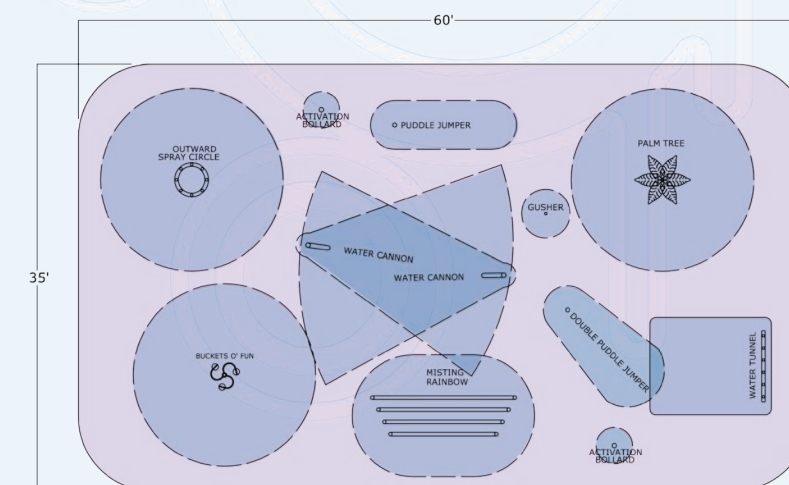 60'
ACTIVATION
BOLLARD
PUDDLE JUMPER
OUTWARD
SPRAY CIRCLE
PALM TREE
GUSHER
WATER CANNON
WATER CANNON
35'
DOUBLE PUDDLE JUMPER
BUCKETS O' FUN
MISTING
RAINBOW
WATER TUNNEL
ACTIVATION
BOLLARD